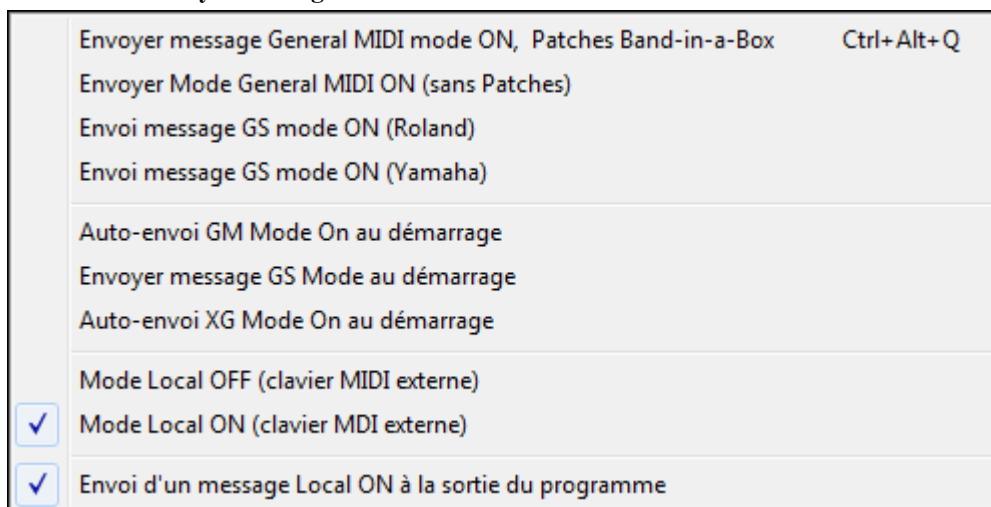 Envoyer message General MIDI mode ON, Patches Band-in-a-Box Ctrl+Alt+Q
Envoyer Mode General MIDI ON (sans Patches)
Envoi message GS mode ON (Roland)
Envoi message GS mode ON (Yamaha)
Auto-envoi GM Mode On au démarrage
Envoyer message GS Mode au démarrage
Auto-envoi XG Mode On au démarrage
Mode Local OFF (clavier MIDI externe)
Mode Local ON (clavier MDI externe)
Envoi d'un message Local ON à la sortie du programme